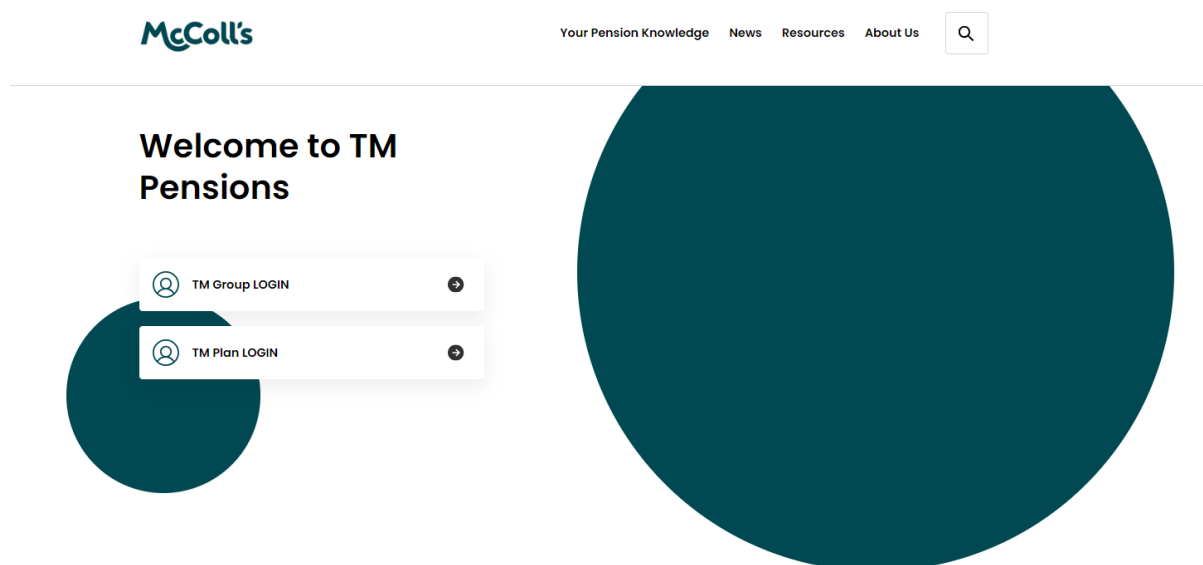 McColl's
Your Pension Knowledge News Resources About Us
Welcome to TM
Pensions
TM Group LOGIN
TM Plan LOGIN